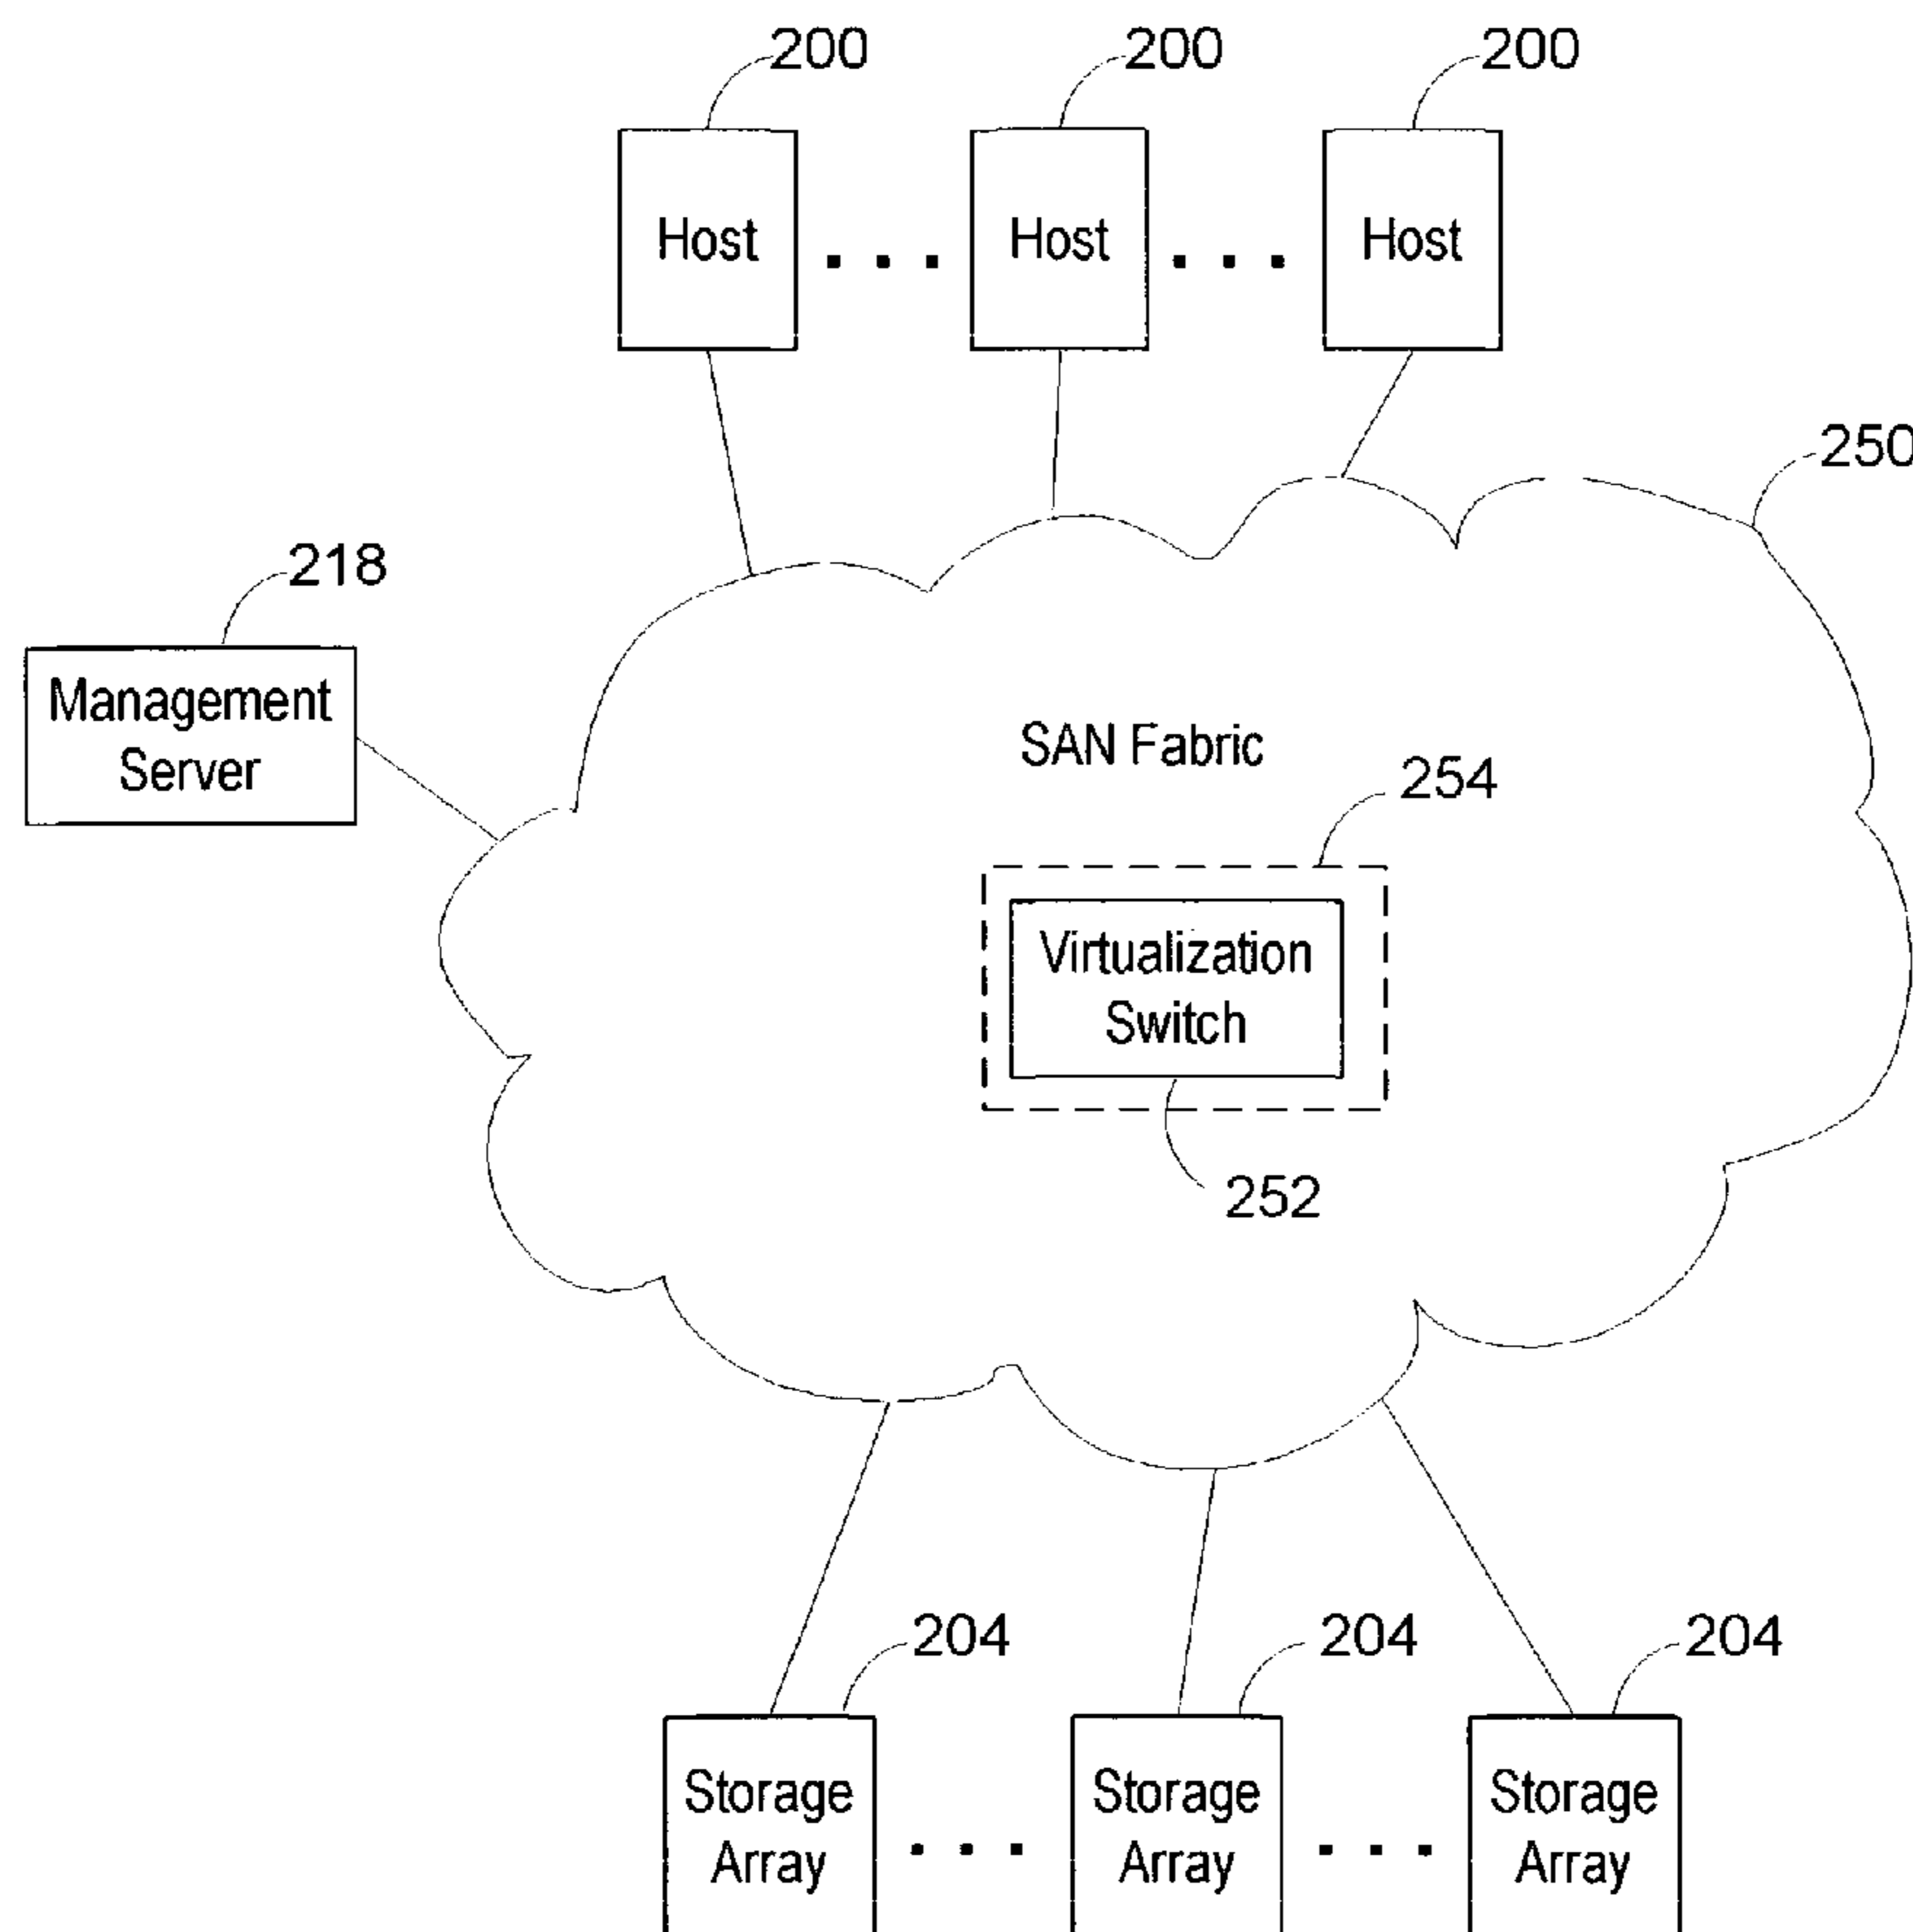 200 200 200
Host Host Host
250
218
Management
Server
SAN Fabric
254
Virtualization
Switch
252
204 204 204
Storage Storage Storage
Array Array Array